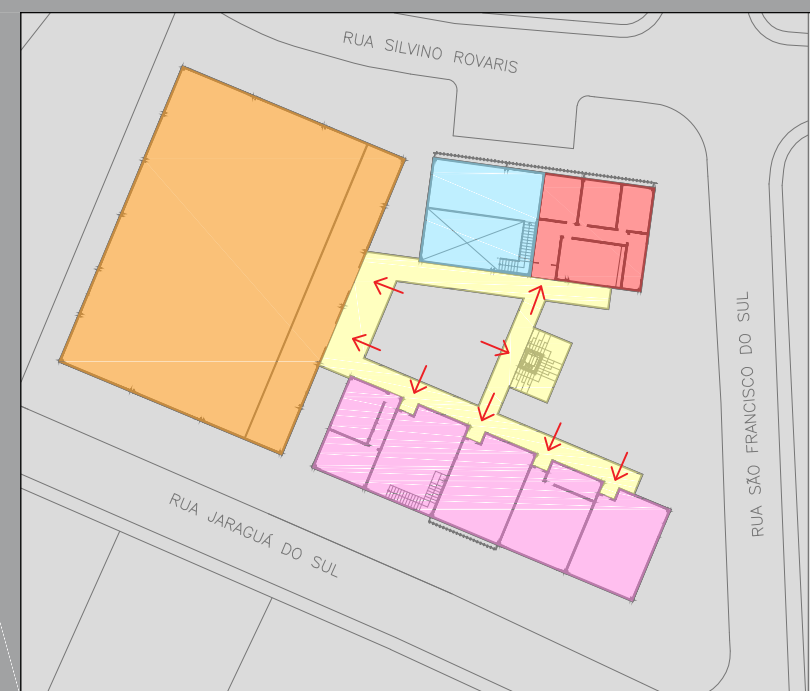 RUA SILVINO ROVARIS
RUA SÃO FRANCISCO DO SUL
RUA JARAGUÁ DO SUL